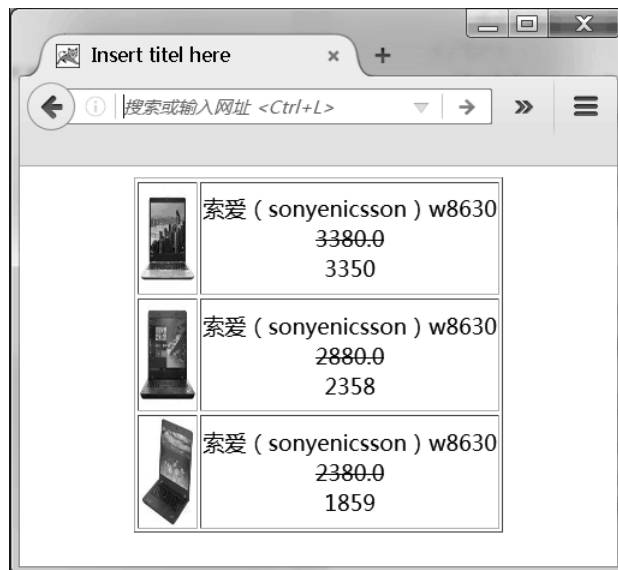 Insert titel here
搜索或输入网址 <Ctrl+L>
索爱（sonyenicsson）w8630
3380.0
3350
索爱（sonyenicsson）w8630
2880.0
2358
索爱（sonyenicsson）w8630
2380.0
1859